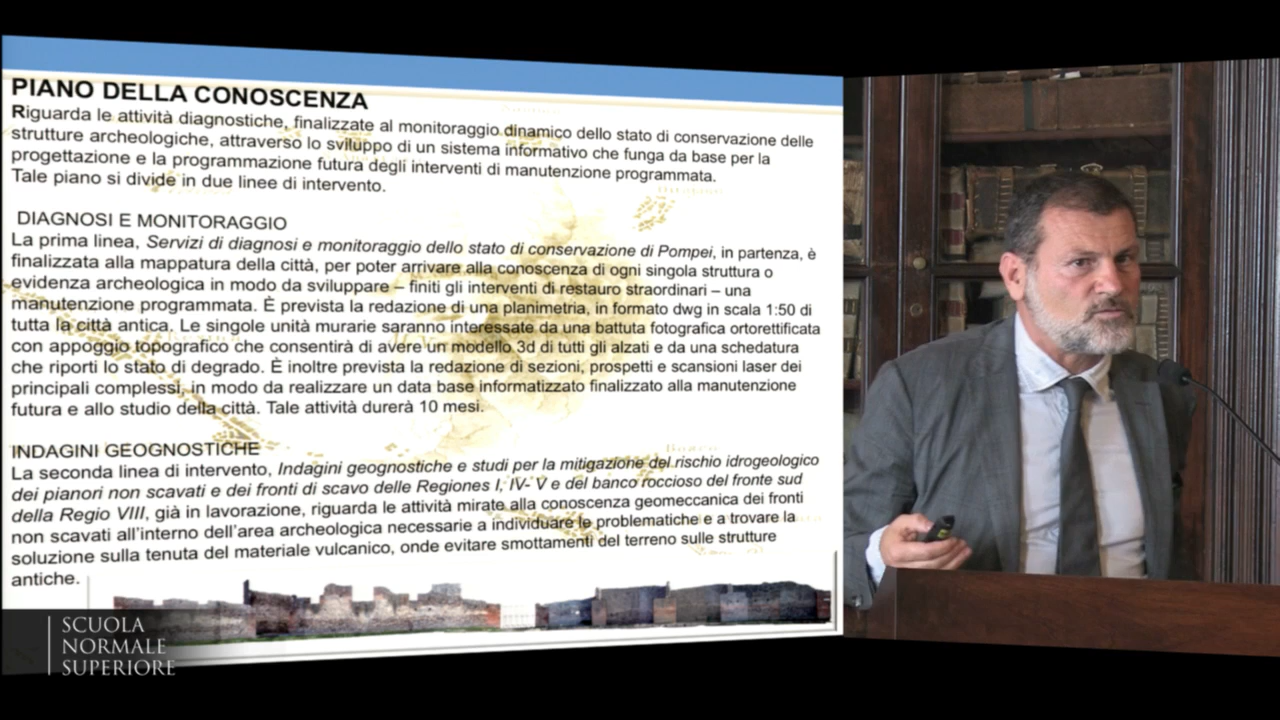 PIANO DELLA CONOSCENZA
Riguarda le attività diagnostiche, finalizzate al monitoraggio dinamico dello stato di conservazione delle
strutture archeologiche, attraverso lo sviluppo di un sistema informativo che funga da base per la
progettazione e la programmazione futura degli interventi di manutenzione programmata.
Tale piano si divide in due linee di intervento.
DIAGNOSI E MONITORAGGIO
La prima linea, Servizi di diagnosi e monitoraggio dello stato di conservazione di Pompei, in partenza, è
finalizzata alla mappatura della città, per poter arrivare alla conoscenza di ogni singola struttura o
evidenza archeologica in modo da sviluppare – finiti gli interventi di restauro straordinari – una
manutenzione programmata. È prevista la redazione di una planimetria, in formato dwg in scala 1:50 di
tutta la città antica. Le singole unità murarie saranno interessate da una battuta fotografica ortorettificata
con appoggio topografico che consentirà di avere un modello 3d di tutti gli alzati e da una schedatura
che riporti lo stato di degrado. È inoltre prevista la redazione di sezioni, prospetti e scansioni laser dei
principali complessi, in modo da realizzare un data base informatizzato finalizzato alla manutenzione
futura e allo studio della città. Tale attività durerà 10 mesi.
INDAGINI GEOGNOSTICHE
La seconda linea di intervento, Indagini geognostiche e studi per la mitigazione del rischio idrogeologico
dei pianori non scavati e dei fronti di scavo delle Regiones I, IV- V e del banco roccioso del fronte sud
della Regio VIII, già in lavorazione, riguarda le attività mirate alla conoscenza geomeccanica dei fronti
non scavati all'interno dell'area archeologica necessarie a individuare le problematiche e a trovare la
soluzione sulla tenuta del materiale vulcanico, onde evitare smottamenti del terreno sulle strutture
antiche.
SCUOLA
NORMALE
SUPERIORE